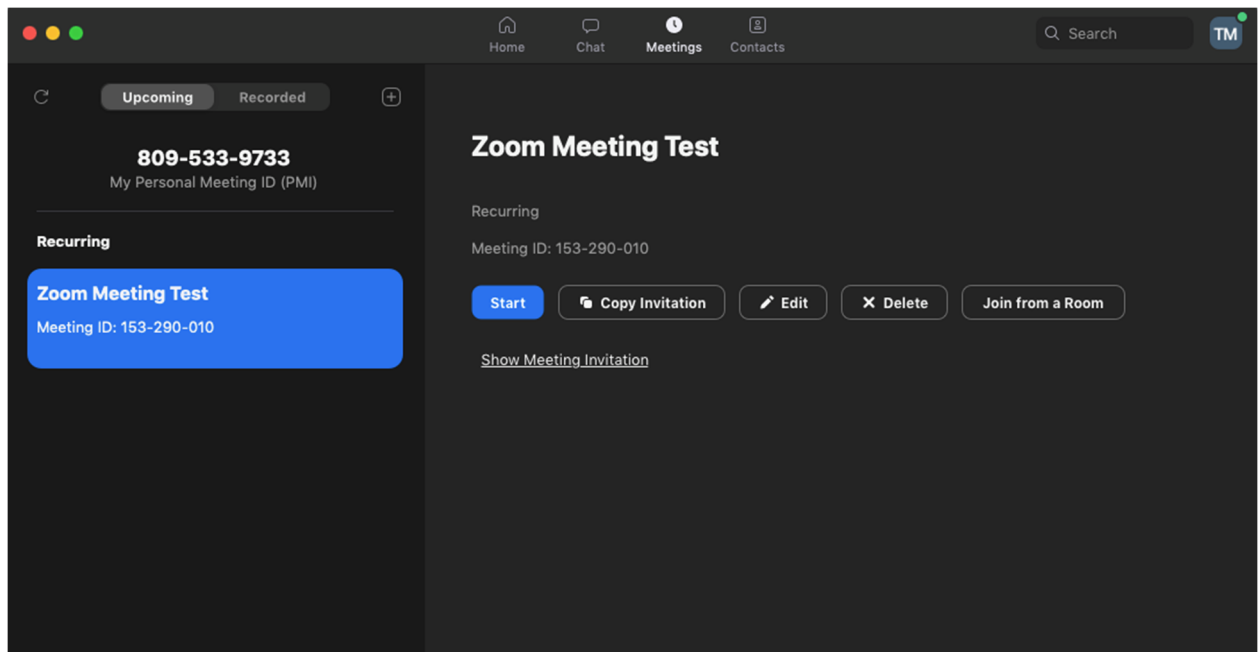 Home Chat Meetings Contacts
Search
TM
Upcoming Recorded
809-533-9733
My Personal Meeting ID (PMI)
Recurring
Zoom Meeting Test
Meeting ID: 153-290-010
Zoom Meeting Test
Recurring
Meeting ID: 153-290-010
Start Copy Invitation Edit Delete Join from a Room
Show Meeting Invitation